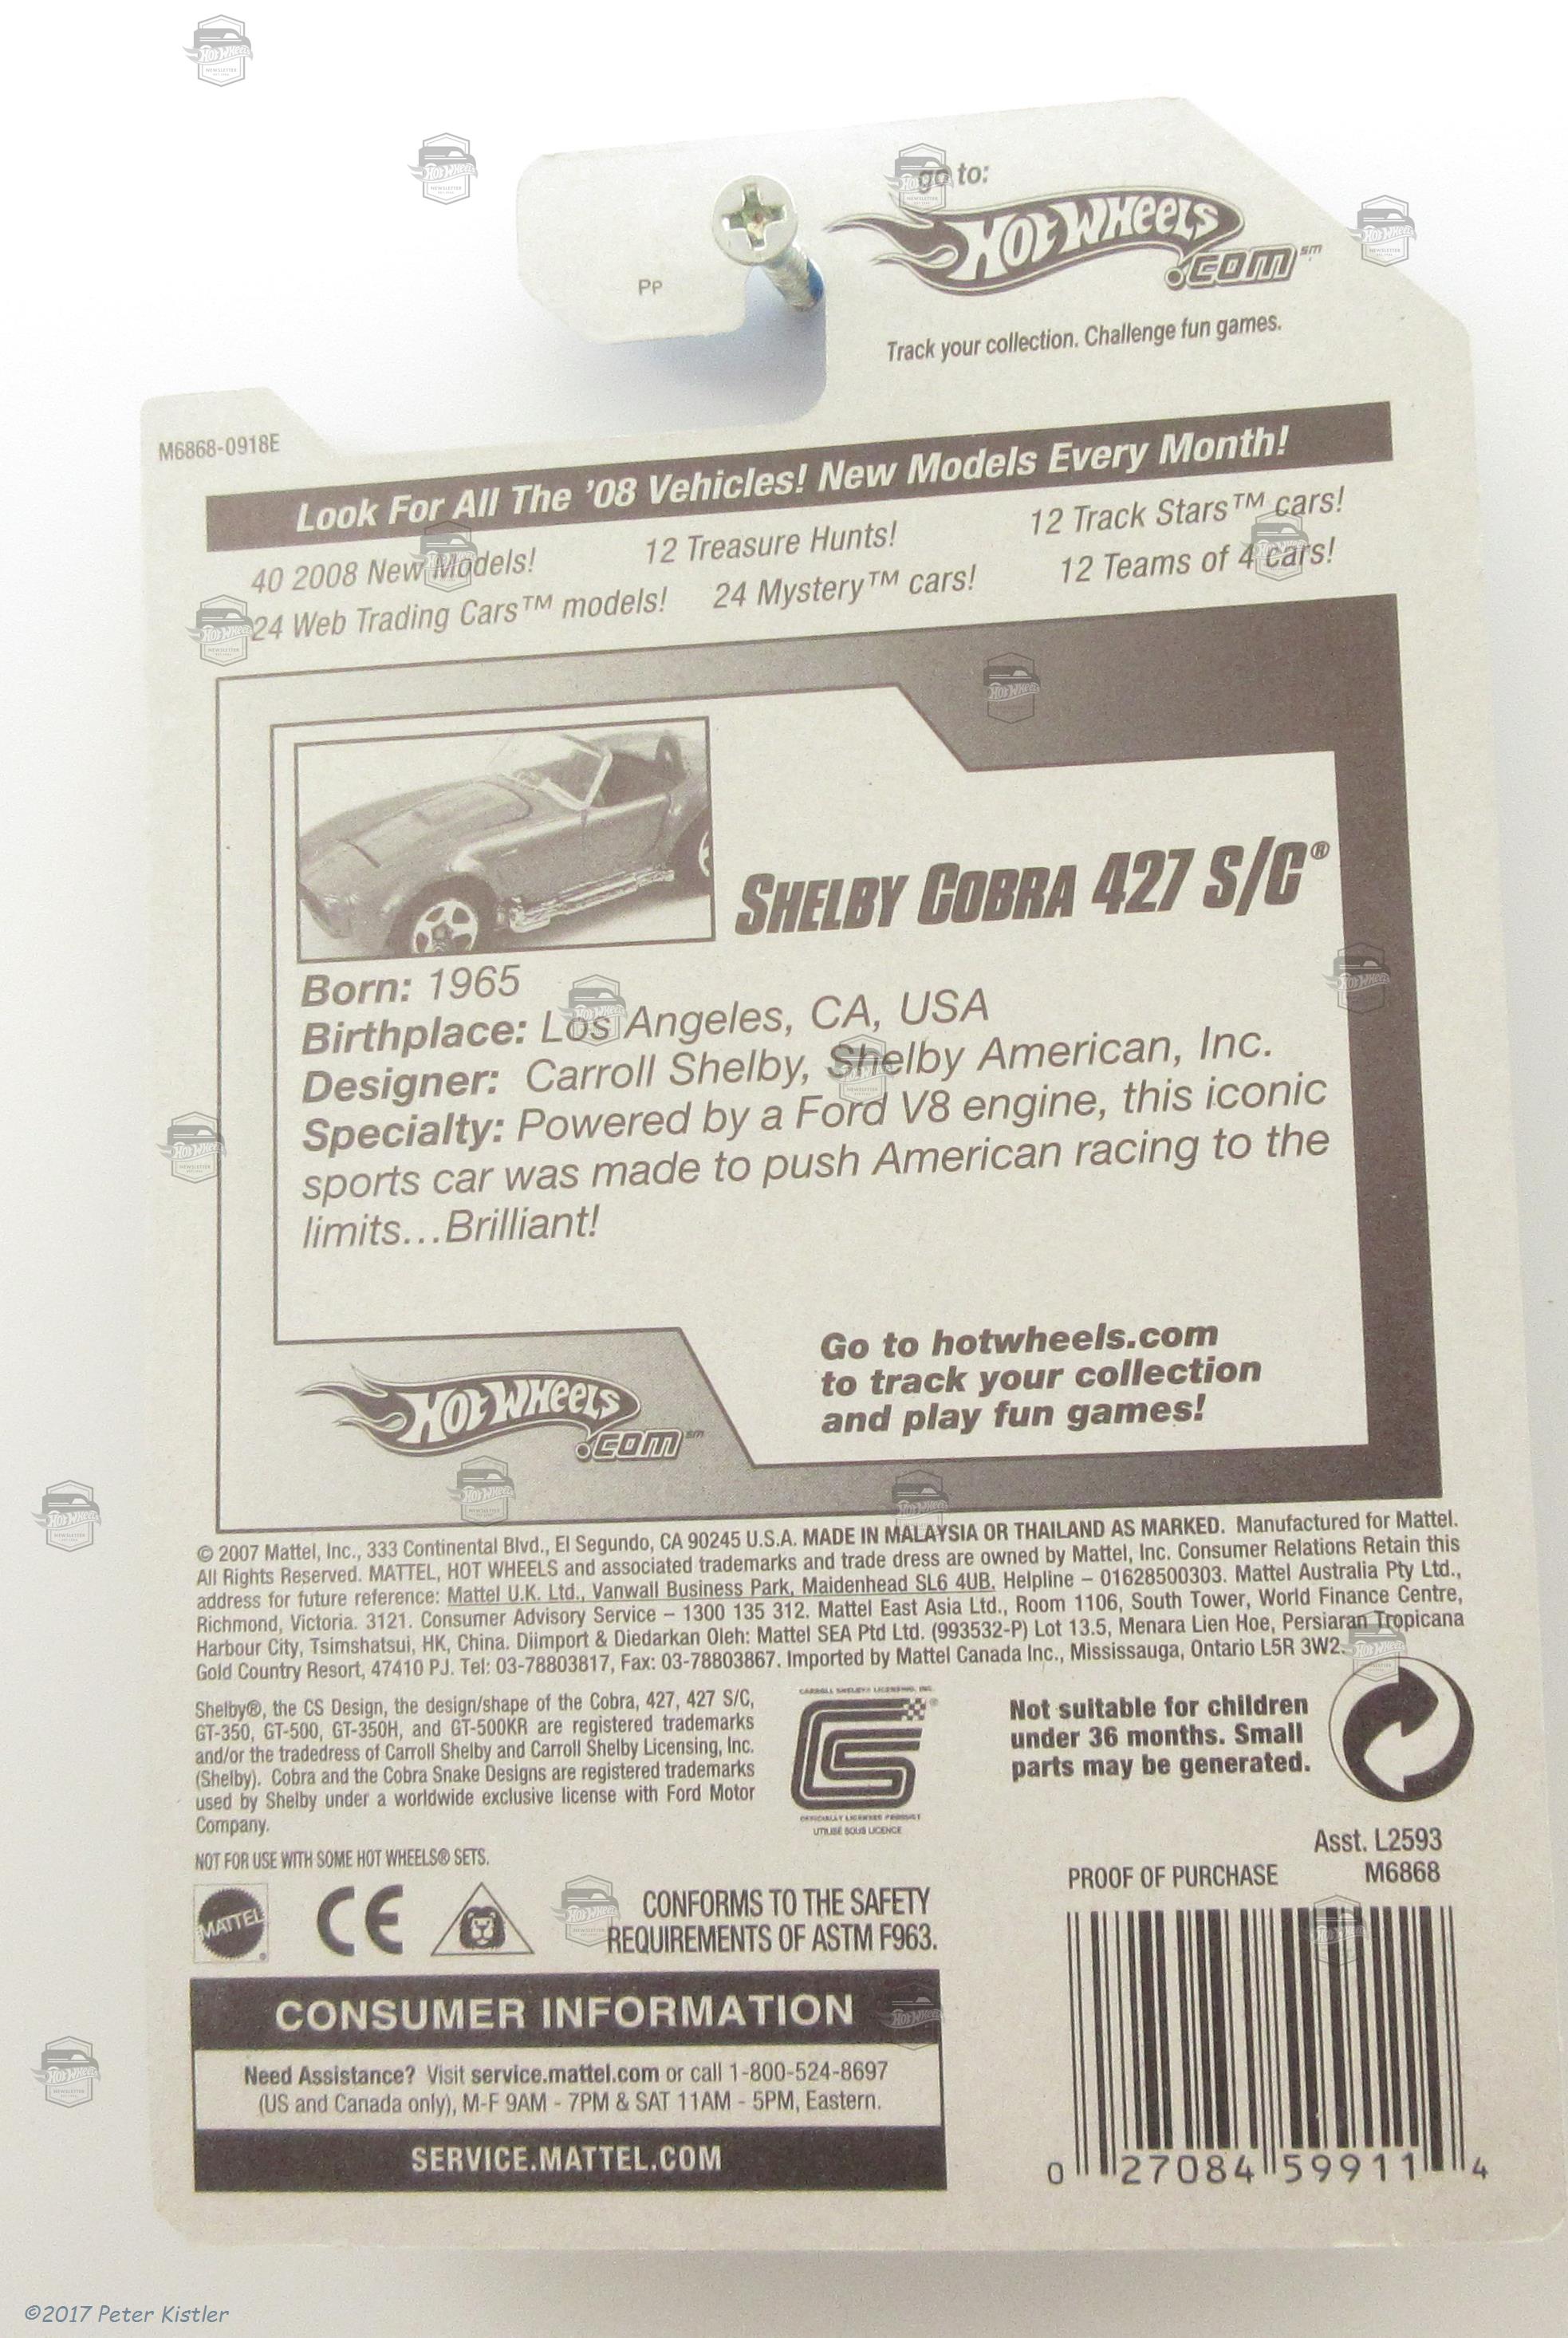 go to:
HOT WHEELS
.com℠
Pp
Track your collection. Challenge fun games.
M6868-0918E
Look For All The '08 Vehicles! New Models Every Month!
40 2008 New Models! 12 Treasure Hunts! 12 Track Stars™ cars!
24 Web Trading Cars™ models! 24 Mystery™ cars! 12 Teams of 4 cars!
SHELBY COBRA 427 S/C®
Born: 1965
Birthplace: Los Angeles, CA, USA
Designer: Carroll Shelby, Shelby American, Inc.
Specialty: Powered by a Ford V8 engine, this iconic
sports car was made to push American racing to the
limits...Brilliant!
Go to hotwheels.com
to track your collection
and play fun games!
HOT WHEELS
.com℠
© 2007 Mattel, Inc., 333 Continental Blvd., El Segundo, CA 90245 U.S.A. MADE IN MALAYSIA OR THAILAND AS MARKED. Manufactured for Mattel.
All Rights Reserved. MATTEL, HOT WHEELS and associated trademarks and trade dress are owned by Mattel, Inc. Consumer Relations Retain this
address for future reference: Mattel U.K. Ltd., Vanwall Business Park, Maidenhead SL6 4UB. Helpline – 01628500303. Mattel Australia Pty Ltd.,
Richmond, Victoria. 3121. Consumer Advisory Service – 1300 135 312. Mattel East Asia Ltd., Room 1106, South Tower, World Finance Centre,
Harbour City, Tsimshatsui, HK, China. Diimport & Diedarkan Oleh: Mattel SEA Ptd Ltd. (993532-P) Lot 13.5, Menara Lien Hoe, Persiaran Tropicana
Gold Country Resort, 47410 PJ. Tel: 03-78803817, Fax: 03-78803867. Imported by Mattel Canada Inc., Mississauga, Ontario L5R 3W2.
Shelby®, the CS Design, the design/shape of the Cobra, 427, 427 S/C,
GT-350, GT-500, GT-350H, and GT-500KR are registered trademarks
and/or the tradedress of Carroll Shelby and Carroll Shelby Licensing, Inc.
(Shelby). Cobra and the Cobra Snake Designs are registered trademarks
used by Shelby under a worldwide exclusive license with Ford Motor
Company.
CARROLL SHELBY LICENSING, INC.
CS®
OFFICIALLY LICENSED PRODUCT
UTILISÉ SOUS LICENCE
Not suitable for children
under 36 months. Small
parts may be generated.
NOT FOR USE WITH SOME HOT WHEELS® SETS.
MATTEL
CE
CONFORMS TO THE SAFETY
REQUIREMENTS OF ASTM F963.
Asst. L2593
PROOF OF PURCHASE M6868
CONSUMER INFORMATION
Need Assistance? Visit service.mattel.com or call 1-800-524-8697
(US and Canada only), M-F 9AM - 7PM & SAT 11AM - 5PM, Eastern.
SERVICE.MATTEL.COM
0 27084 59911 4
©2017 Peter Kistler